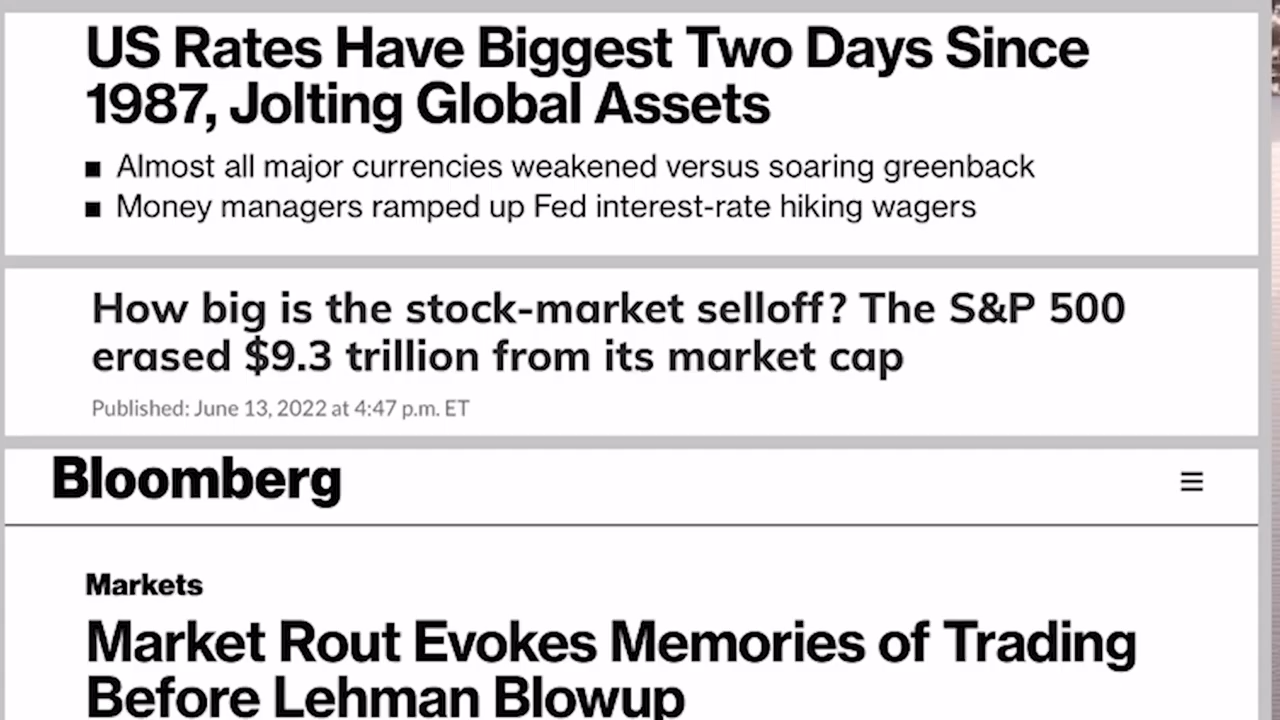 US Rates Have Biggest Two Days Since
1987, Jolting Global Assets
■ Almost all major currencies weakened versus soaring greenback
■ Money managers ramped up Fed interest-rate hiking wagers
How big is the stock-market selloff? The S&P 500
erased $9.3 trillion from its market cap
Published: June 13, 2022 at 4:47 p.m. ET
Bloomberg
Markets
Market Rout Evokes Memories of Trading
Before Lehman Blowup